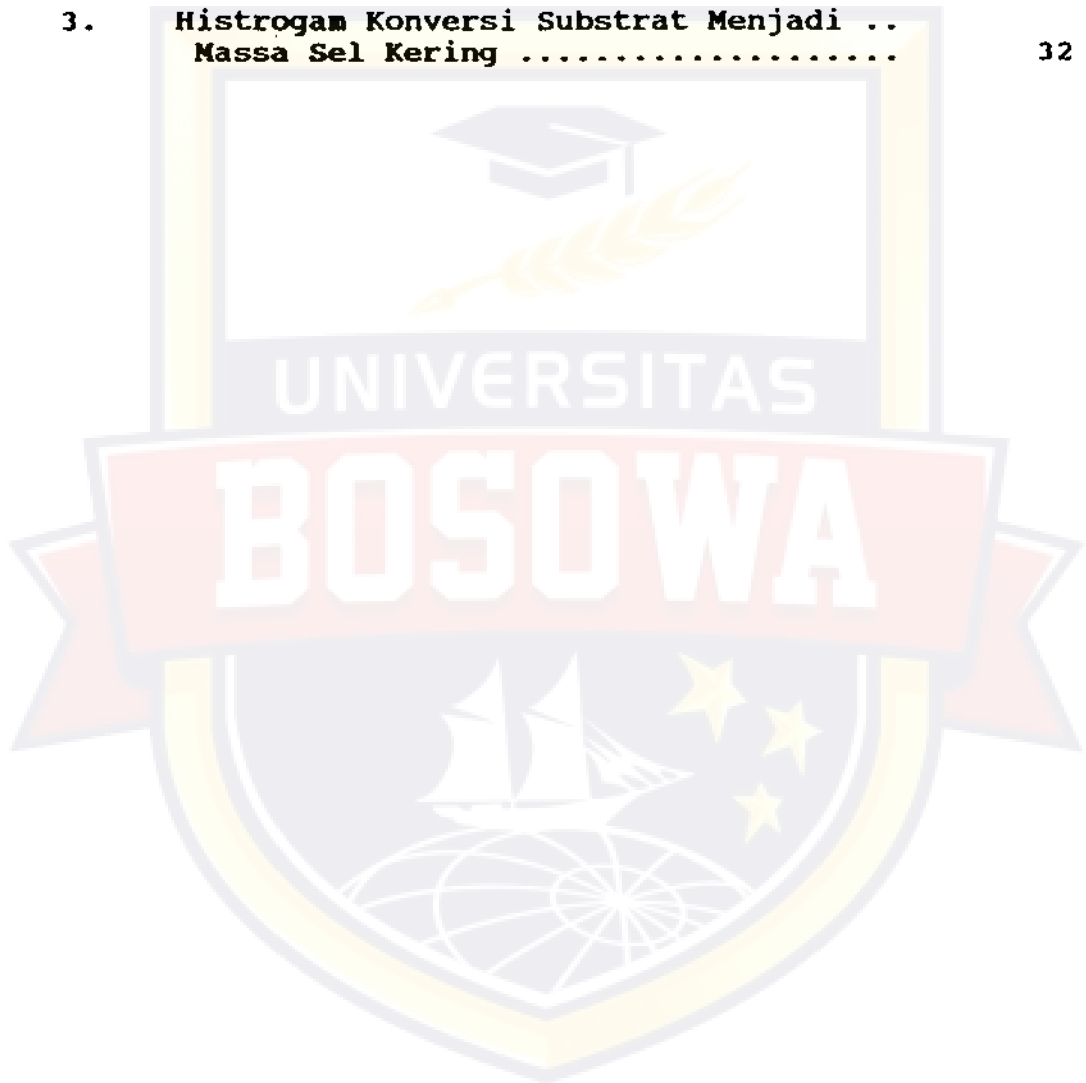 3. Histrogam Konversi Substrat Menjadi ..
Massa Sel Kering .................... 32
UNIVERSITAS
BOSOWA